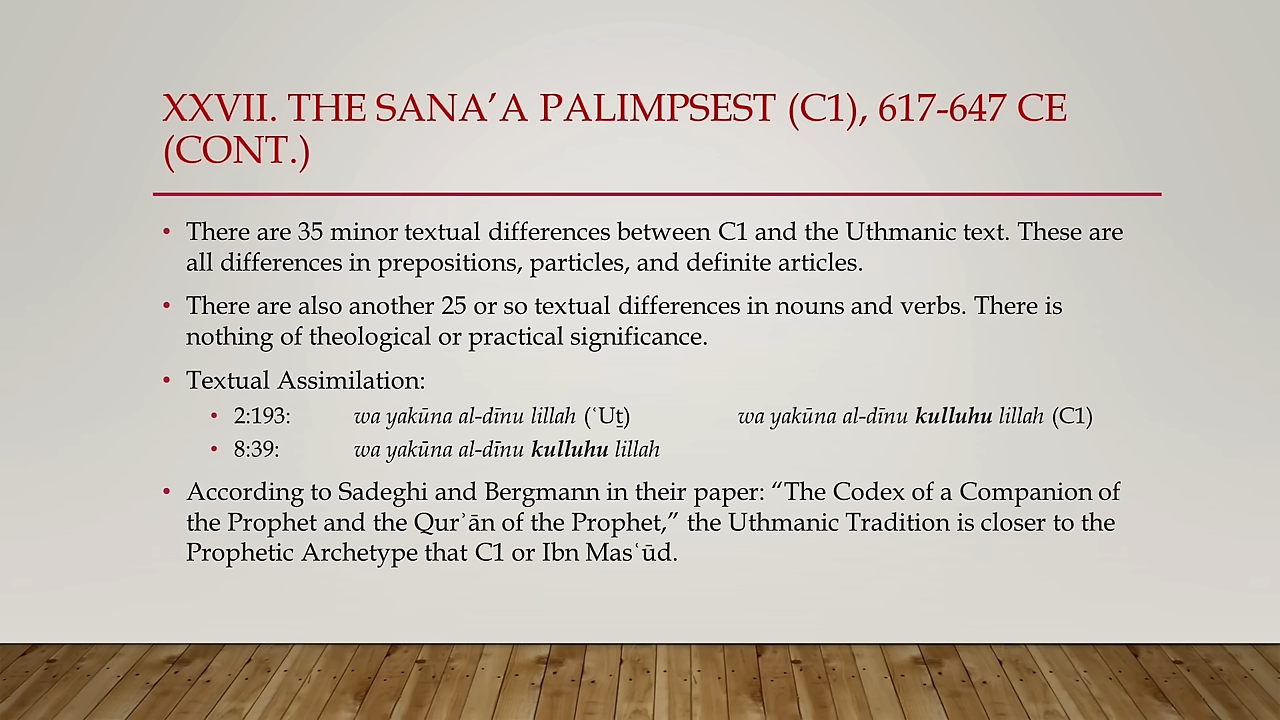 XXVII. THE SANA’A PALIMPSEST (C1), 617-647 CE
(CONT.)
• There are 35 minor textual differences between C1 and the Uthmanic text. These are
all differences in prepositions, particles, and definite articles.
• There are also another 25 or so textual differences in nouns and verbs. There is
nothing of theological or practical significance.
• Textual Assimilation:
• 2:193: wa yakūna al-dīnu lillah (ʿUṯ) wa yakūna al-dīnu kulluhu lillah (C1)
• 8:39: wa yakūna al-dīnu kulluhu lillah
• According to Sadeghi and Bergmann in their paper: “The Codex of a Companion of
the Prophet and the Qurʾān of the Prophet,” the Uthmanic Tradition is closer to the
Prophetic Archetype that C1 or Ibn Masʿūd.